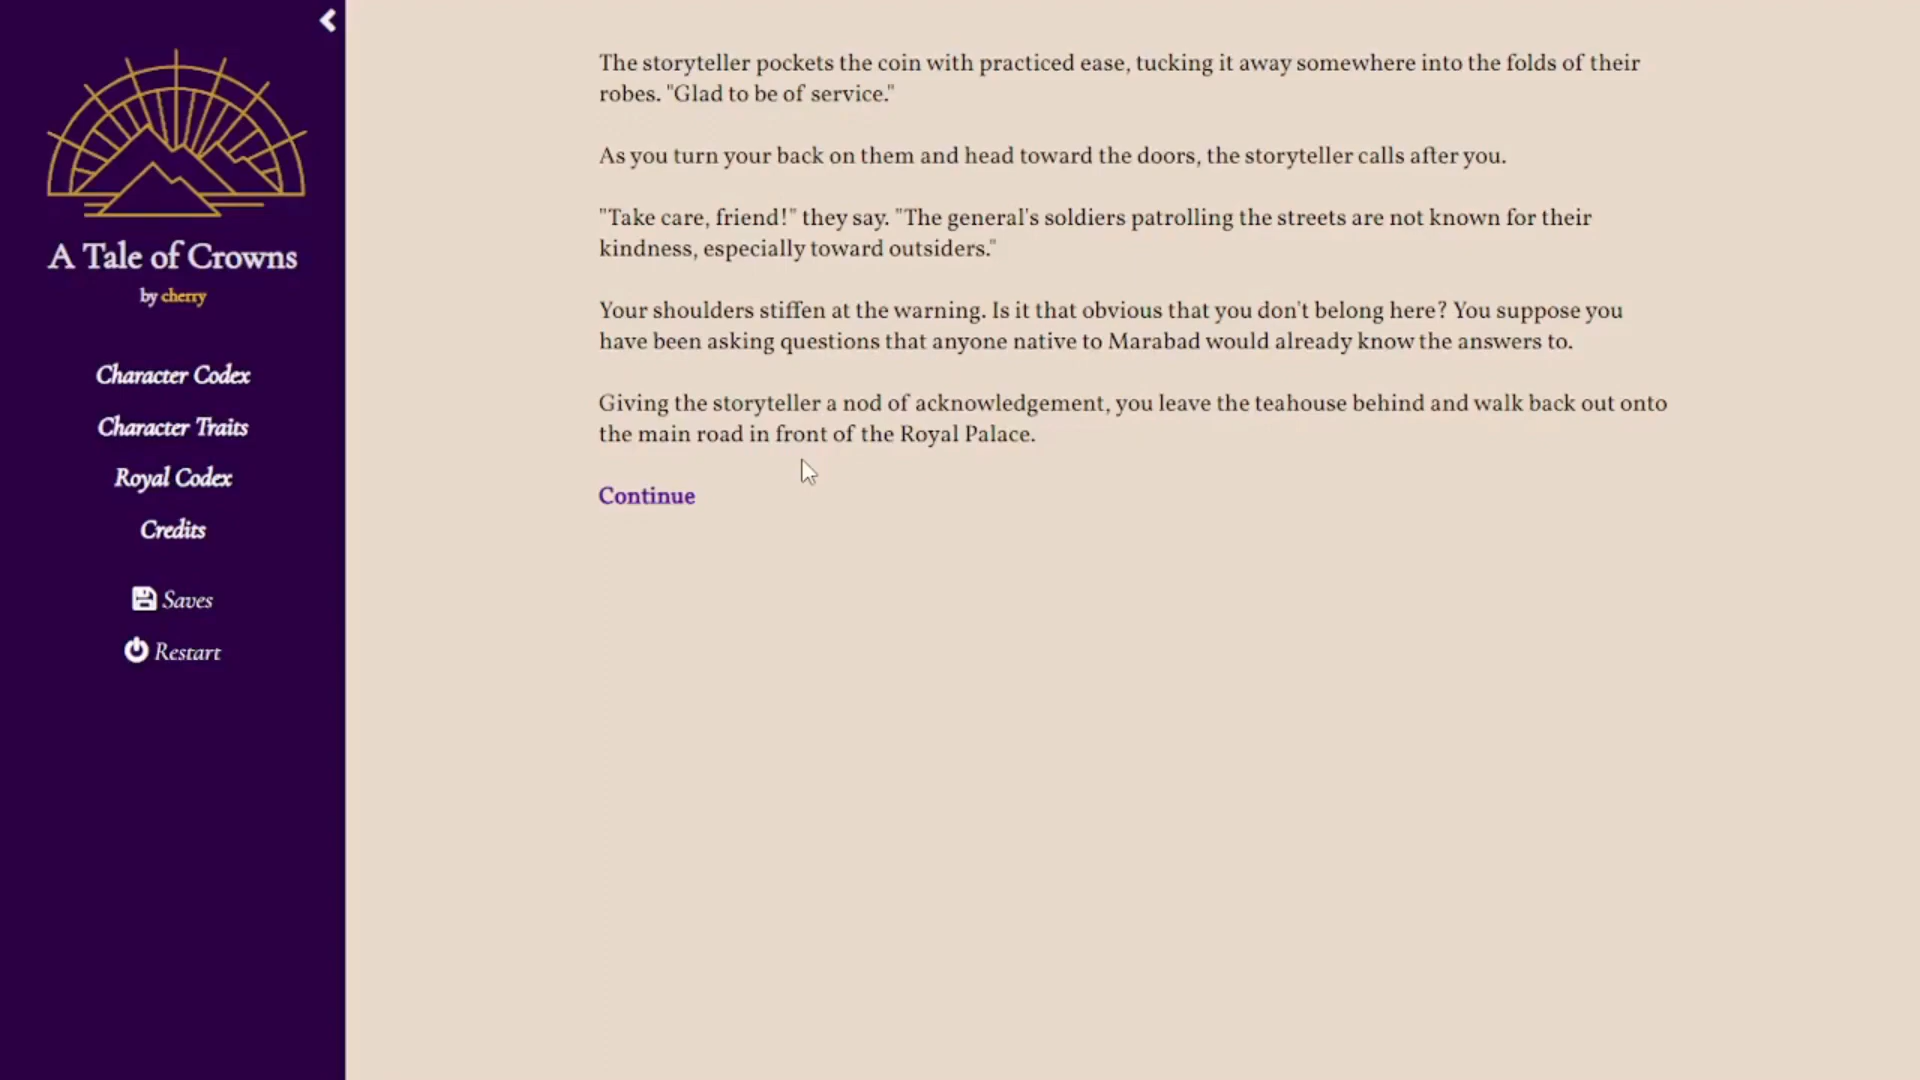 A Tale of Crowns
by cherry
Character Codex
Character Traits
Royal Codex
Credits
Saves
Restart
The storyteller pockets the coin with practiced ease, tucking it away somewhere into the folds of their
robes. "Glad to be of service."
As you turn your back on them and head toward the doors, the storyteller calls after you.
"Take care, friend!" they say. "The general's soldiers patrolling the streets are not known for their
kindness, especially toward outsiders."
Your shoulders stiffen at the warning. Is it that obvious that you don't belong here? You suppose you
have been asking questions that anyone native to Marabad would already know the answers to.
Giving the storyteller a nod of acknowledgement, you leave the teahouse behind and walk back out onto
the main road in front of the Royal Palace.
Continue